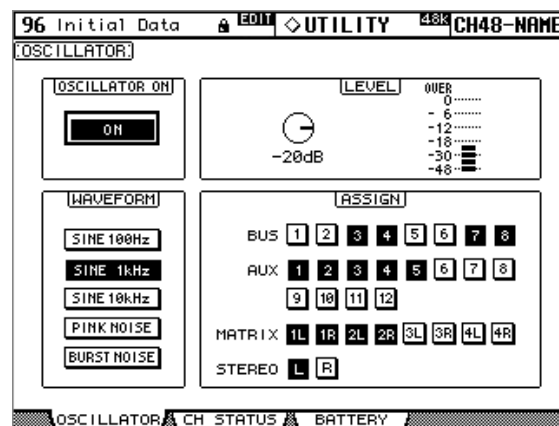 96 Initial Data EDIT ◇UTILITY 48K CH48-NAME
OSCILLATOR
OSCILLATOR ON
ON
LEVEL
-20dB
OVER
0
- 6
-12
-18
-30
-48
WAVEFORM
SINE 100Hz
SINE 1kHz
SINE 10kHz
PINK NOISE
BURST NOISE
ASSIGN
BUS 1 2 3 4 5 6 7 8
AUX 1 2 3 4 5 6 7 8
9 10 11 12
MATRIX 1L 1R 2L 2R 3L 3R 4L 4R
STEREO L R
OSCILLATOR CH STATUS BATTERY